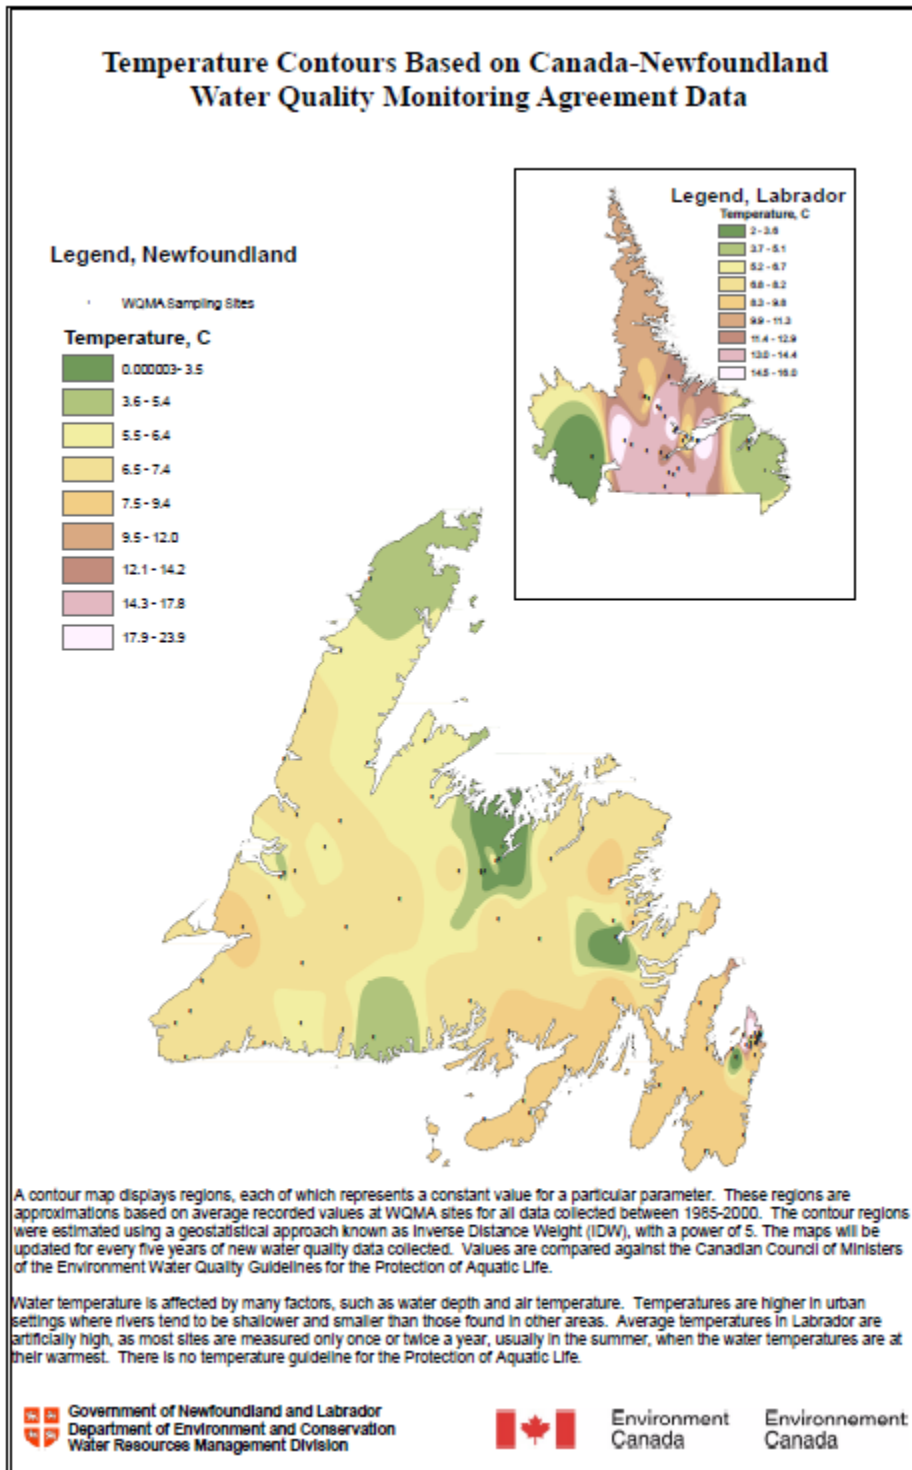 Temperature Contours Based on Canada-Newfoundland
Water Quality Monitoring Agreement Data
Legend, Labrador
Temperature, C
2 - 3.6
3.7 - 5.1
5.2 - 6.7
6.8 - 8.2
8.3 - 9.8
9.9 - 11.3
11.4 - 12.9
13.0 - 14.4
14.5 - 16.0
Legend, Newfoundland
WQMA Sampling Sites
Temperature, C
0.000003- 3.5
3.6 - 5.4
5.5 - 6.4
6.5 - 7.4
7.5 - 9.4
9.5 - 12.0
12.1 - 14.2
14.3 - 17.8
17.9 - 23.9
A contour map displays regions, each of which represents a constant value for a particular parameter. These regions are
approximations based on average recorded values at WQMA sites for all data collected between 1985-2000. The contour regions
were estimated using a geostatistical approach known as Inverse Distance Weight (IDW), with a power of 5. The maps will be
updated for every five years of new water quality data collected. Values are compared against the Canadian Council of Ministers
of the Environment Water Quality Guidelines for the Protection of Aquatic Life.
Water temperature is affected by many factors, such as water depth and air temperature. Temperatures are higher in urban
settings where rivers tend to be shallower and smaller than those found in other areas. Average temperatures in Labrador are
artificially high, as most sites are measured only once or twice a year, usually in the summer, when the water temperatures are at
their warmest. There is no temperature guideline for the Protection of Aquatic Life.
Government of Newfoundland and Labrador
Department of Environment and Conservation
Water Resources Management Division
Environment
Canada
Environnement
Canada